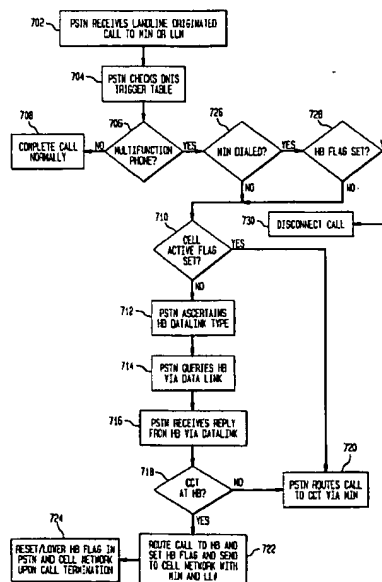 702
PSTN RECEIVES LANDLINE ORIGINATED
CALL TO MIN OR LLN
704
PSTN CHECKS DNIS
TRIGGER TABLE
708
COMPLETE CALL
NORMALLY
706
MULTIFUNCTION
PHONE?
NO
YES
726
MIN DIALED?
YES
NO
728
HB FLAG SET?
NO
730
DISCONNECT CALL
710
CELL
ACTIVE FLAG
SET?
YES
NO
712
PSTN ASCERTAINS
HB DATALINK TYPE
714
PSTN QUERIES HB
VIA DATA LINK
716
PSTN RECEIVES REPLY
FROM HB VIA DATALINK
718
CCT
AT HB?
NO
YES
720
PSTN ROUTES CALL
TO CCT VIA MIN
724
RESET/LOWER HB FLAG IN
PSTN AND CELL NETWORK
UPON CALL TERMINATION
ROUTE CALL TO HB AND
SET HB FLAG AND SEND
TO CELL NETWORK WITH
MIN AND LLN
722